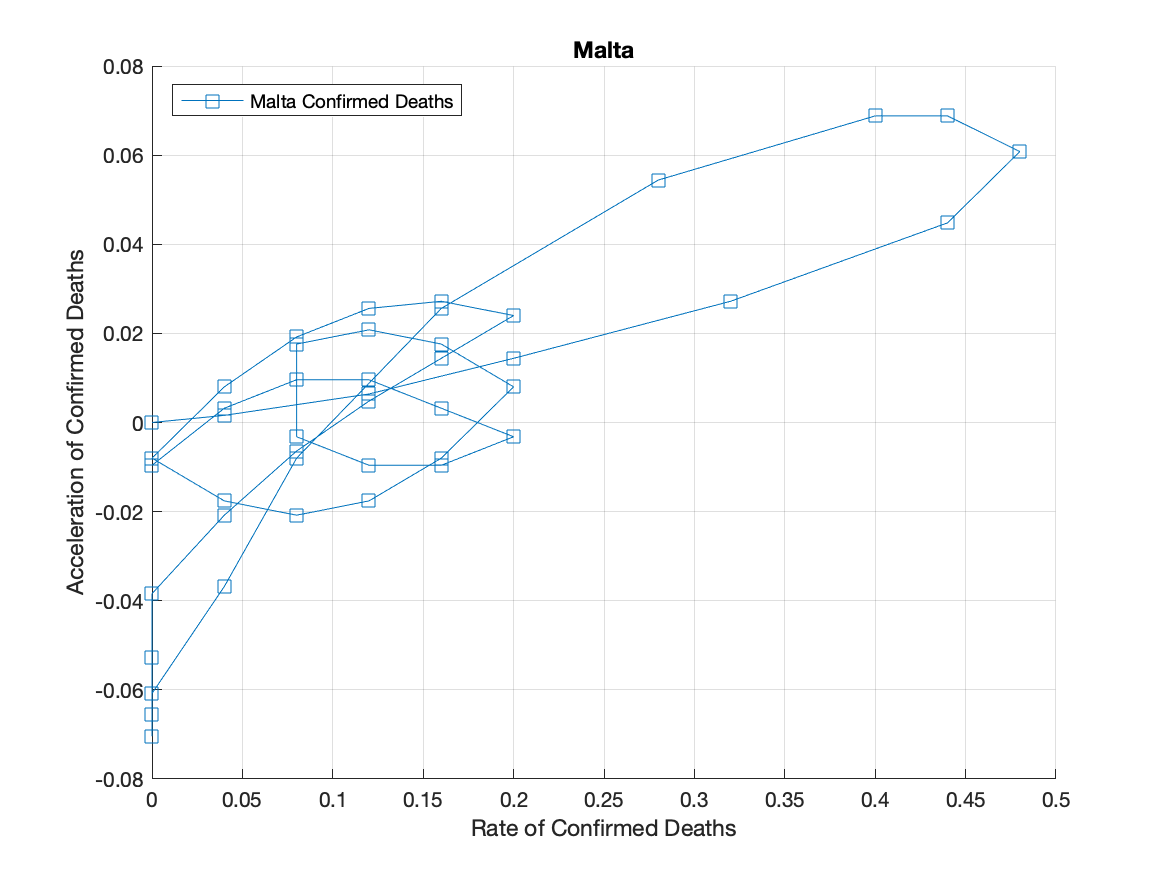 Malta
Malta Confirmed Deaths
Acceleration of Confirmed Deaths
0.08
0.06
0.04
0.02
0
-0.02
-0.04
-0.06
-0.08
0 0.05 0.1 0.15 0.2 0.25 0.3 0.35 0.4 0.45 0.5
Rate of Confirmed Deaths